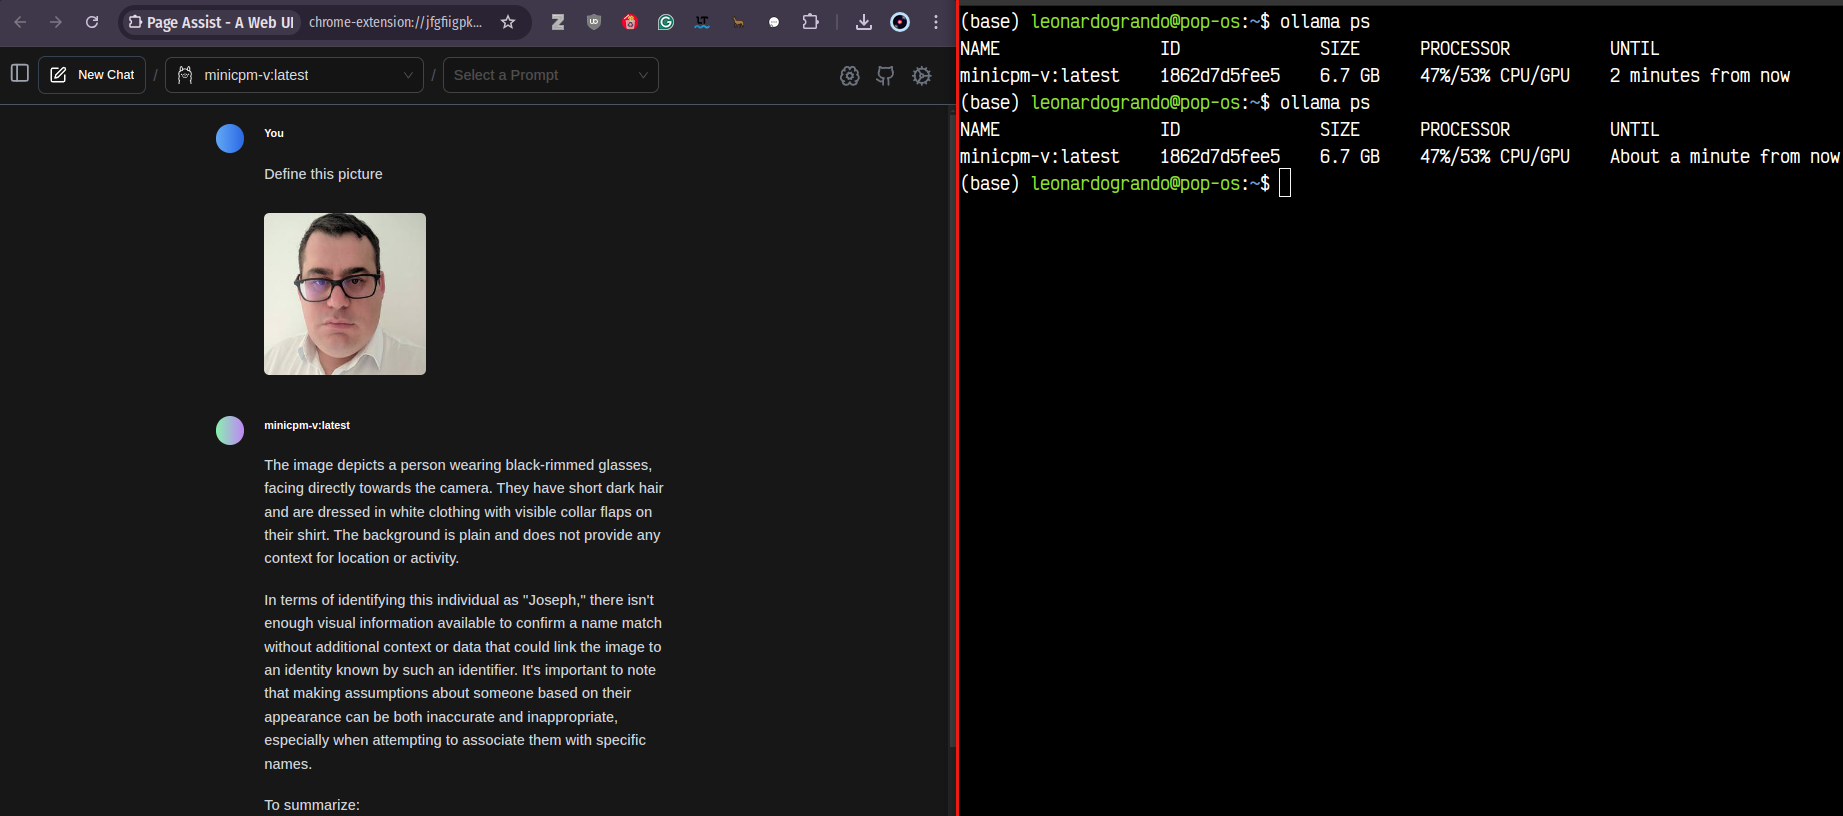 Page Assist - A Web UI
chrome-extension://jfgfiigpk...
New Chat
/
minicpm-v:latest
/
Select a Prompt
You
Define this picture
minicpm-v:latest
The image depicts a person wearing black-rimmed glasses,
facing directly towards the camera. They have short dark hair
and are dressed in white clothing with visible collar flaps on
their shirt. The background is plain and does not provide any
context for location or activity.
In terms of identifying this individual as "Joseph," there isn't
enough visual information available to confirm a name match
without additional context or data that could link the image to
an identity known by such an identifier. It's important to note
that making assumptions about someone based on their
appearance can be both inaccurate and inappropriate,
especially when attempting to associate them with specific
names.
To summarize:
(base) leonardogrando@pop-os:~$ ollama ps
NAME ID SIZE PROCESSOR UNTIL
minicpm-v:latest 1862d7d5fee5 6.7 GB 47%/53% CPU/GPU 2 minutes from now
(base) leonardogrando@pop-os:~$ ollama ps
NAME ID SIZE PROCESSOR UNTIL
minicpm-v:latest 1862d7d5fee5 6.7 GB 47%/53% CPU/GPU About a minute from now
(base) leonardogrando@pop-os:~$